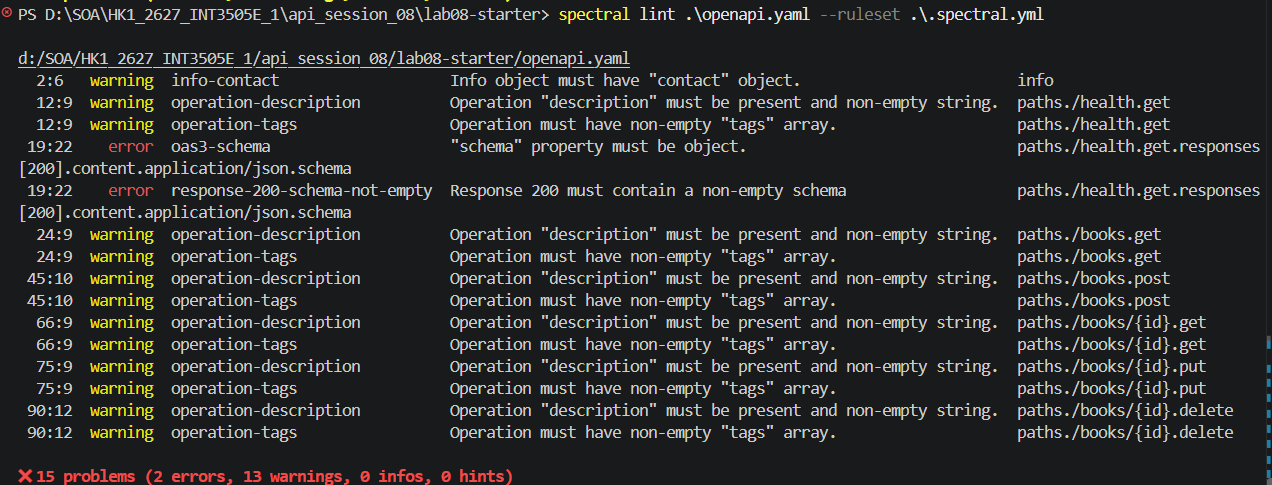 PS D:\SOA\HK1_2627_INT3505E_1\api_session_08\lab08-starter> spectral lint .\openapi.yaml --ruleset .\.spectral.yml
d:/SOA/HK1_2627_INT3505E_1/api_session_08/lab08-starter/openapi.yaml
2:6 warning info-contact Info object must have "contact" object. info
12:9 warning operation-description Operation "description" must be present and non-empty string. paths./health.get
12:9 warning operation-tags Operation must have non-empty "tags" array. paths./health.get
19:22 error oas3-schema "schema" property must be object. paths./health.get.responses
[200].content.application/json.schema
19:22 error response-200-schema-not-empty Response 200 must contain a non-empty schema paths./health.get.responses
[200].content.application/json.schema
24:9 warning operation-description Operation "description" must be present and non-empty string. paths./books.get
24:9 warning operation-tags Operation must have non-empty "tags" array. paths./books.get
45:10 warning operation-description Operation "description" must be present and non-empty string. paths./books.post
45:10 warning operation-tags Operation must have non-empty "tags" array. paths./books.post
66:9 warning operation-description Operation "description" must be present and non-empty string. paths./books/{id}.get
66:9 warning operation-tags Operation must have non-empty "tags" array. paths./books/{id}.get
75:9 warning operation-description Operation "description" must be present and non-empty string. paths./books/{id}.put
75:9 warning operation-tags Operation must have non-empty "tags" array. paths./books/{id}.put
90:12 warning operation-description Operation "description" must be present and non-empty string. paths./books/{id}.delete
90:12 warning operation-tags Operation must have non-empty "tags" array. paths./books/{id}.delete
✖ 15 problems (2 errors, 13 warnings, 0 infos, 0 hints)